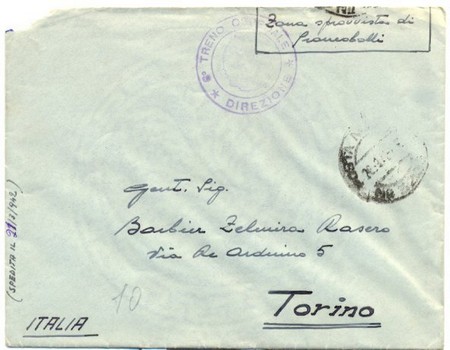 Zona sprovvista di
Francobolli
TRENO
DIREZIONE
Gent. Sig.
Barbier Zelmira Rasero
Via Re Arduino 5
Torino
ITALIA
10
(SPEDITA IL